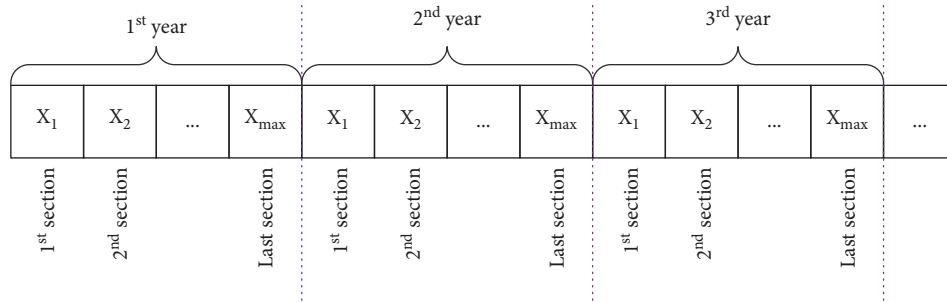 1st year 2nd year 3rd year
X1 X2 ... Xmax X1 X2 ... Xmax X1 X2 ... Xmax ...
1st section 2nd section Last section 1st section 2nd section Last section 1st section 2nd section Last section